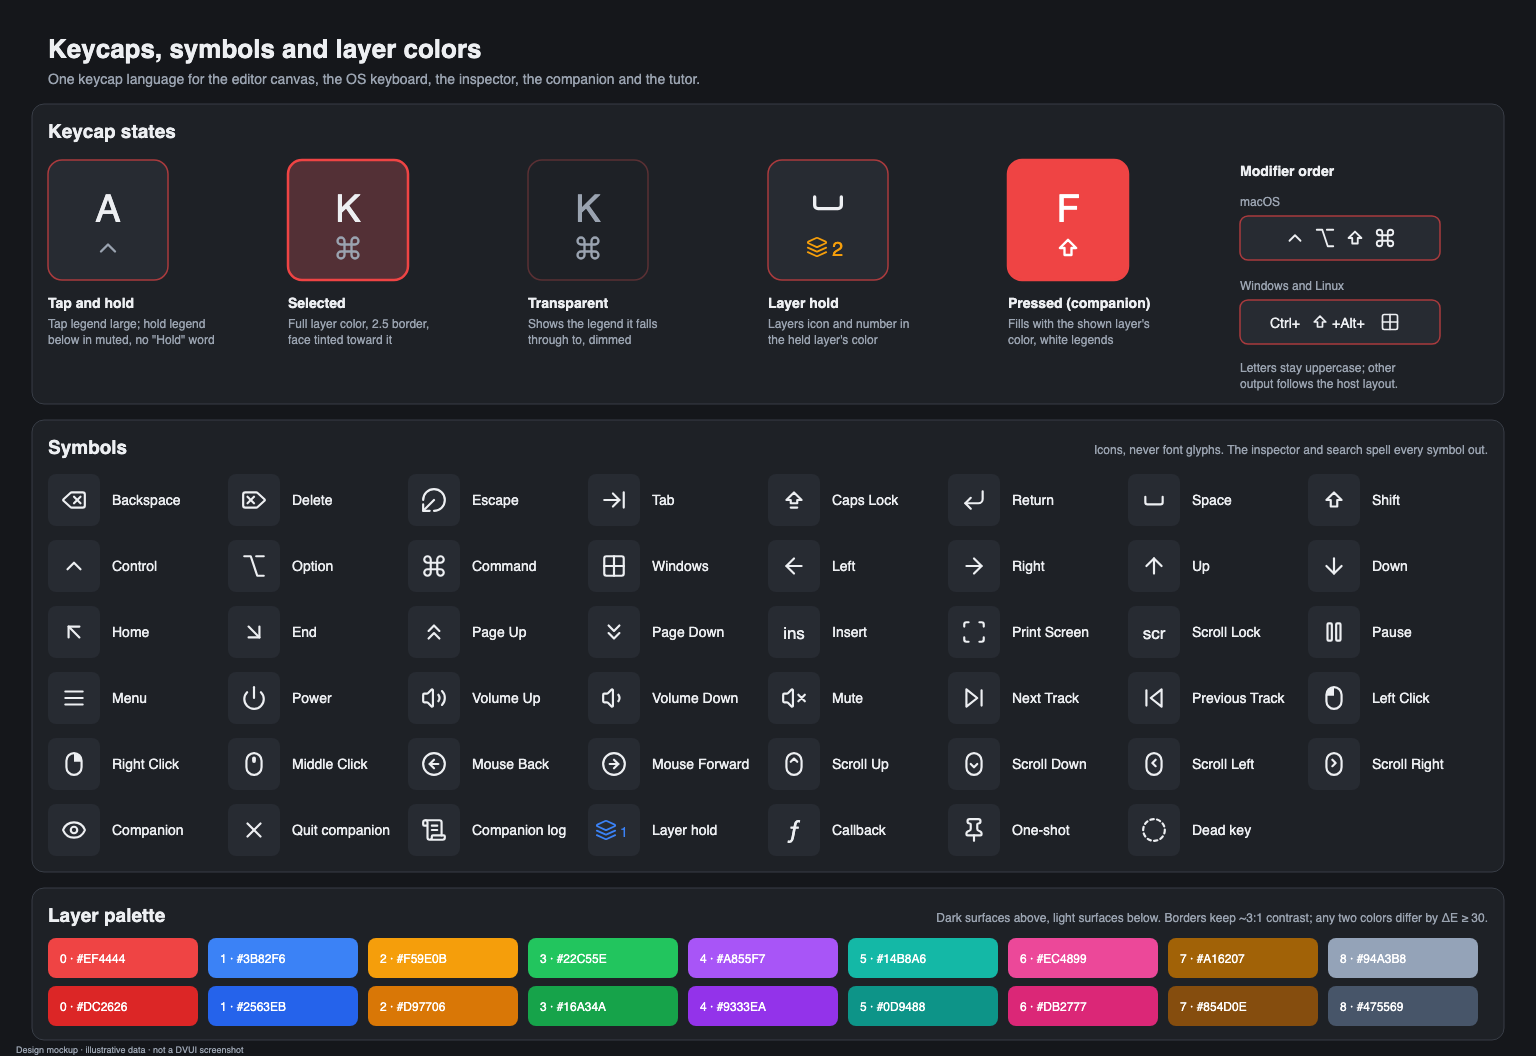 Keycaps, symbols and layer colors
One keycap language for the editor canvas, the OS keyboard, the inspector, the companion and the tutor.
Keycap states
A
K
K
2
F
Tap and hold
Tap legend large; hold legend
below in muted, no "Hold" word
Selected
Full layer color, 2.5 border,
face tinted toward it
Transparent
Shows the legend it falls
through to, dimmed
Layer hold
Layers icon and number in
the held layer's color
Pressed (companion)
Fills with the shown layer's
color, white legends
Modifier order
macOS
Windows and Linux
Ctrl+ +Alt+
Letters stay uppercase; other
output follows the host layout.
Symbols
Icons, never font glyphs. The inspector and search spell every symbol out.
Backspace Delete Escape Tab Caps Lock Return Space Shift
Control Option Command Windows Left Right Up Down
Home End Page Up Page Down ins Insert Print Screen scr Scroll Lock Pause
Menu Power Volume Up Volume Down Mute Next Track Previous Track Left Click
Right Click Middle Click Mouse Back Mouse Forward Scroll Up Scroll Down Scroll Left Scroll Right
Companion Quit companion Companion log 1 Layer hold ƒ Callback One-shot Dead key
Layer palette
Dark surfaces above, light surfaces below. Borders keep ~3:1 contrast; any two colors differ by ΔE ≥ 30.
0 · #EF4444 1 · #3B82F6 2 · #F59E0B 3 · #22C55E 4 · #A855F7 5 · #14B8A6 6 · #EC4899 7 · #A16207 8 · #94A3B8
0 · #DC2626 1 · #2563EB 2 · #D97706 3 · #16A34A 4 · #9333EA 5 · #0D9488 6 · #DB2777 7 · #854D0E 8 · #475569
Design mockup · illustrative data · not a DVUI screenshot